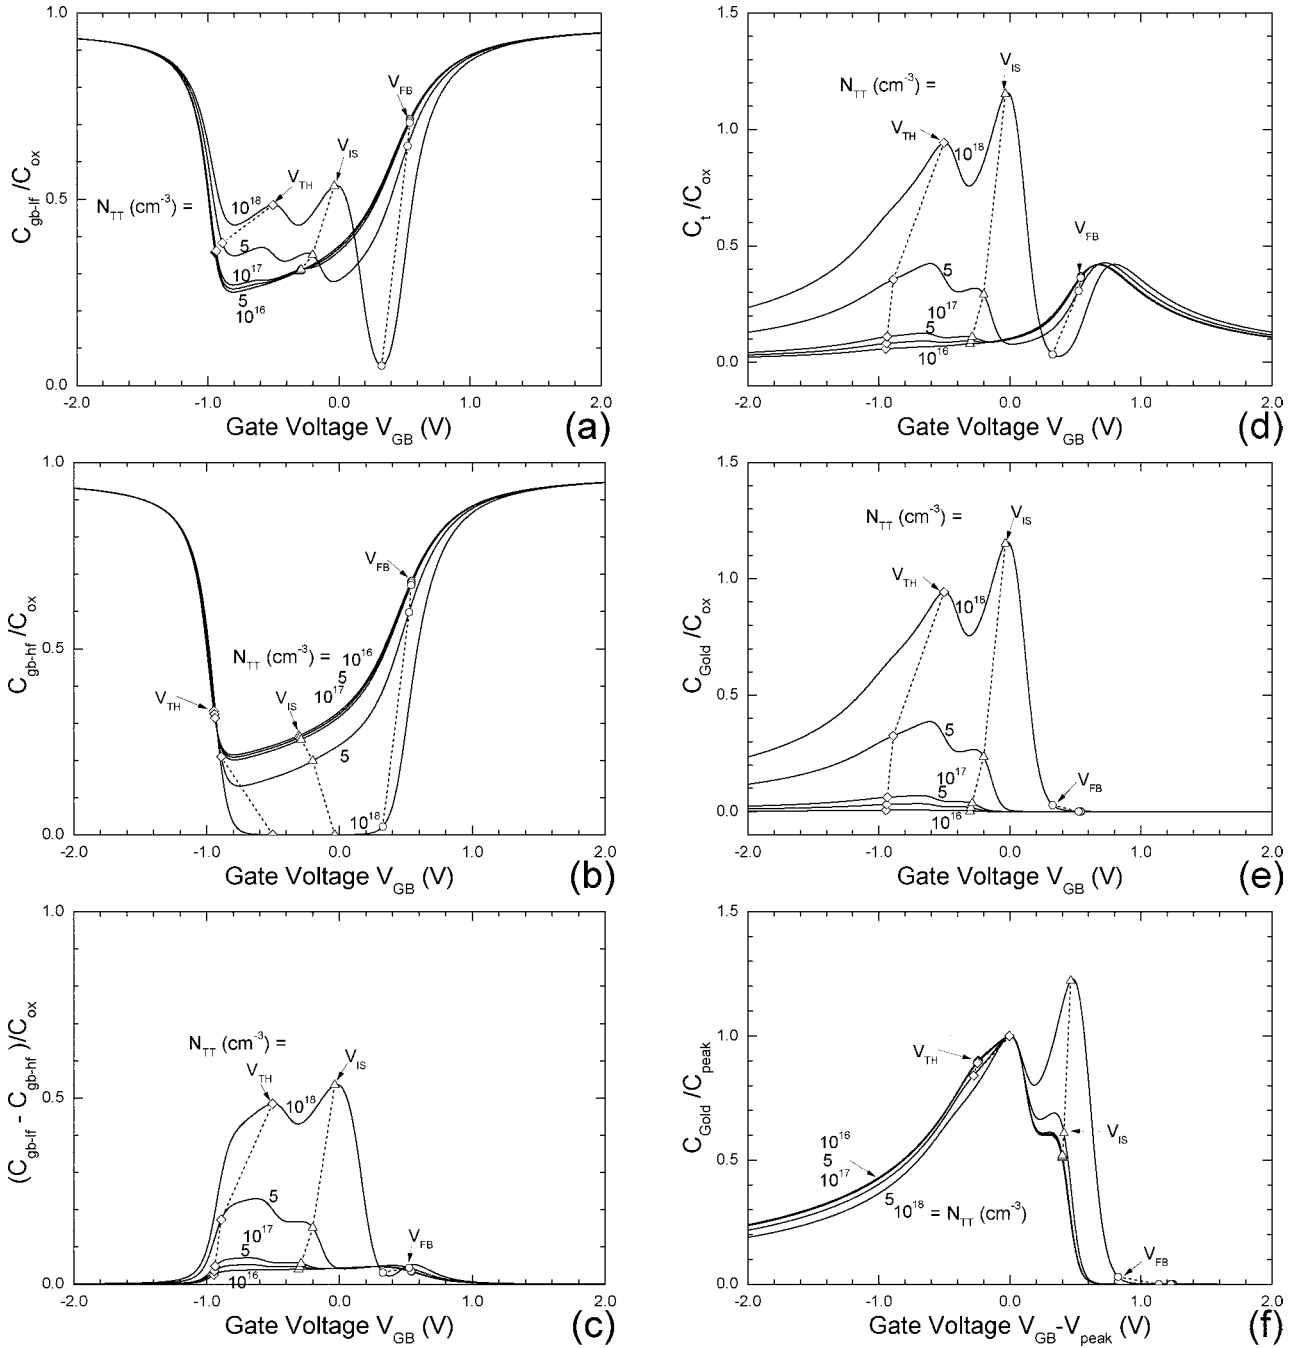 1.0
0.5
0.0
C_gb-lf /C_ox
N_TT (cm^-3) =
V_TH
V_IS
V_FB
10^18
5
10^17
5
10^16
-2.0 -1.0 0.0 1.0 2.0
Gate Voltage V_GB (V)
(a)
1.5
1.0
0.5
0.0
C_t /C_ox
N_TT (cm^-3) =
V_IS
V_TH
10^18
V_FB
5
10^17
5
10^16
-2.0 -1.0 0.0 1.0 2.0
Gate Voltage V_GB (V)
(d)
1.0
0.5
0.0
C_gb-hf /C_ox
V_FB
N_TT (cm^-3) = 10^16
5
10^17
V_TH
V_IS
5
10^18
-2.0 -1.0 0.0 1.0 2.0
Gate Voltage V_GB (V)
(b)
1.5
1.0
0.5
0.0
C_Gold /C_ox
N_TT (cm^-3) =
V_IS
V_TH
10^18
5
10^17
5
10^16
V_FB
-2.0 -1.0 0.0 1.0 2.0
Gate Voltage V_GB (V)
(e)
1.0
0.5
0.0
(C_gb-lf - C_gb-hf )/C_ox
N_TT (cm^-3) =
V_TH
V_IS
10^18
5
10^17
5
10^16
V_FB
-2.0 -1.0 0.0 1.0 2.0
Gate Voltage V_GB (V)
(c)
1.5
1.0
0.5
0.0
C_Gold /C_peak
V_TH
10^16
5
10^17
V_IS
5 10^18 = N_TT (cm^-3)
V_FB
-2.0 -1.0 0.0 1.0 2.0
Gate Voltage V_GB-V_peak (V)
(f)